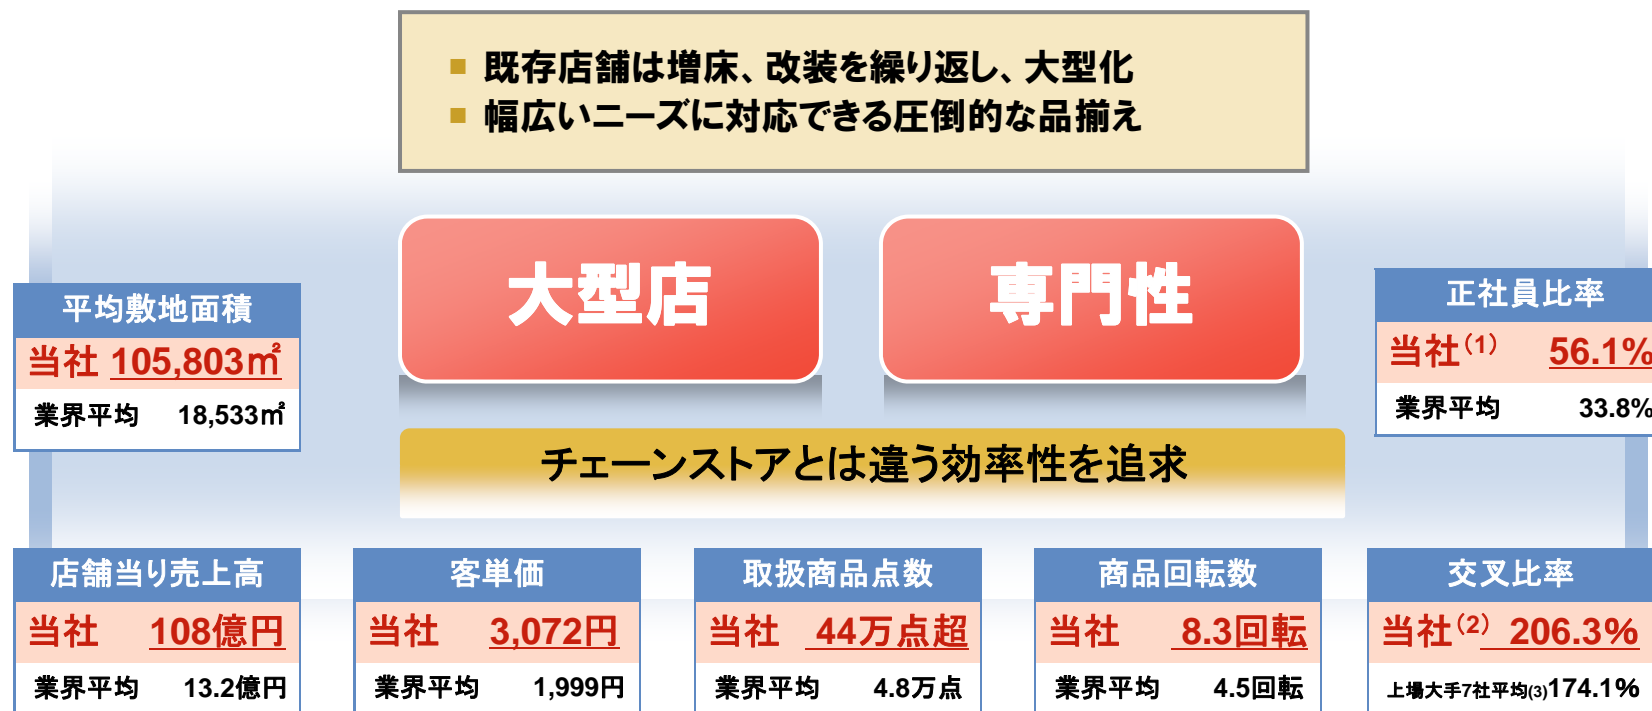 ■ 既存店舗は増床、改装を繰り返し、大型化
■ 幅広いニーズに対応できる圧倒的な品揃え
大型店
専門性
平均敷地面積
当社 105,803㎡
業界平均 18,533㎡
正社員比率
当社(1) 56.1%
業界平均 33.8%
チェーンストアとは違う効率性を追求
店舗当り売上高
当社 108億円
業界平均 13.2億円
客単価
当社 3,072円
業界平均 1,999円
取扱商品点数
当社 44万点超
業界平均 4.8万点
商品回転数
当社 8.3回転
業界平均 4.5回転
交叉比率
当社(2) 206.3%
上場大手7社平均(3)174.1%